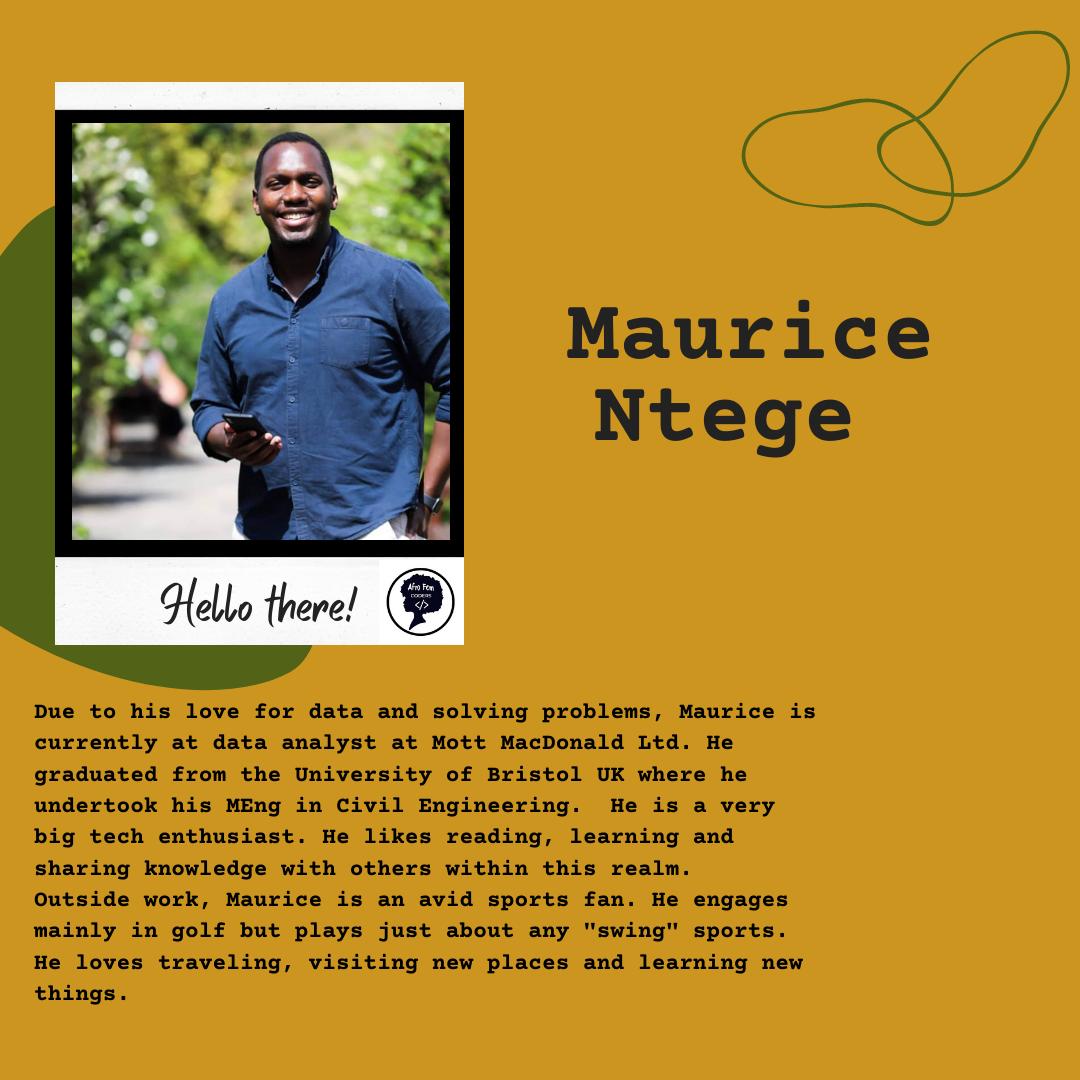 Maurice
Ntege
Hello there!
Afro Fem
CODERS
</>
Due to his love for data and solving problems, Maurice is
currently at data analyst at Mott MacDonald Ltd. He
graduated from the University of Bristol UK where he
undertook his MEng in Civil Engineering.  He is a very
big tech enthusiast. He likes reading, learning and
sharing knowledge with others within this realm.
Outside work, Maurice is an avid sports fan. He engages
mainly in golf but plays just about any "swing" sports.
He loves traveling, visiting new places and learning new
things.